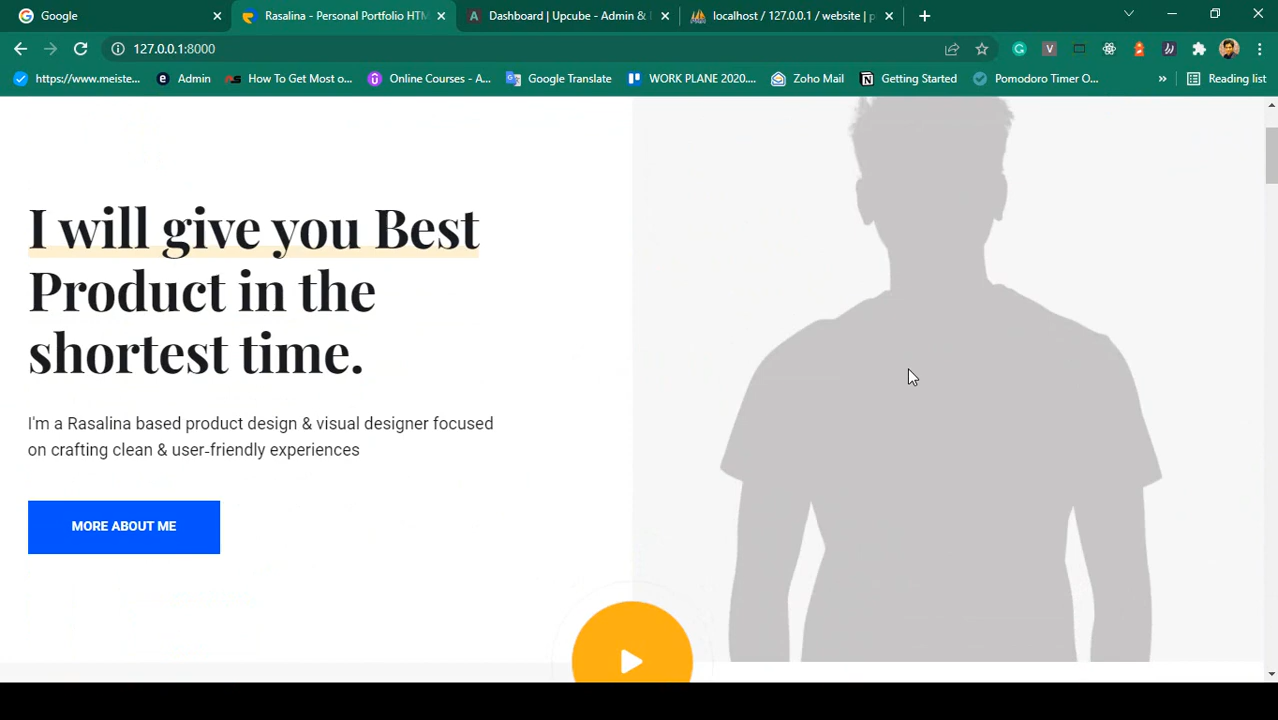 Google
Rasalina - Personal Portfolio HTM
Dashboard | Upcube - Admin &
localhost / 127.0.0.1 / website | p
127.0.0.1:8000
https://www.meiste...
Admin
How To Get Most o...
Online Courses - A...
Google Translate
WORK PLANE 2020....
Zoho Mail
Getting Started
Pomodoro Timer O...
»
Reading list
I will give you Best
Product in the
shortest time.
I'm a Rasalina based product design & visual designer focused
on crafting clean & user-friendly experiences
MORE ABOUT ME